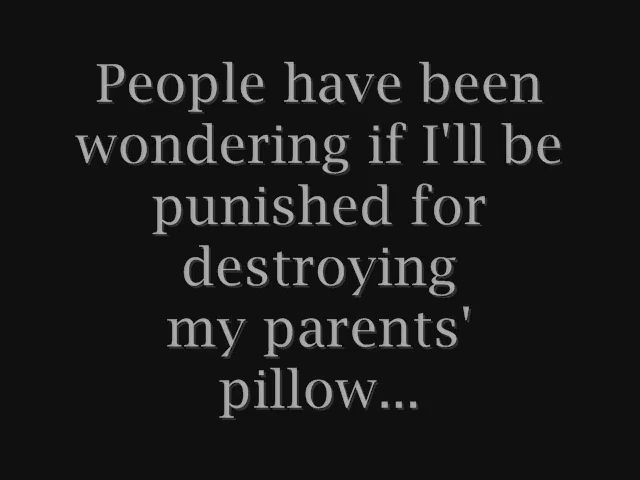 People have been
wondering if I'll be
punished for
destroying
my parents'
pillow...